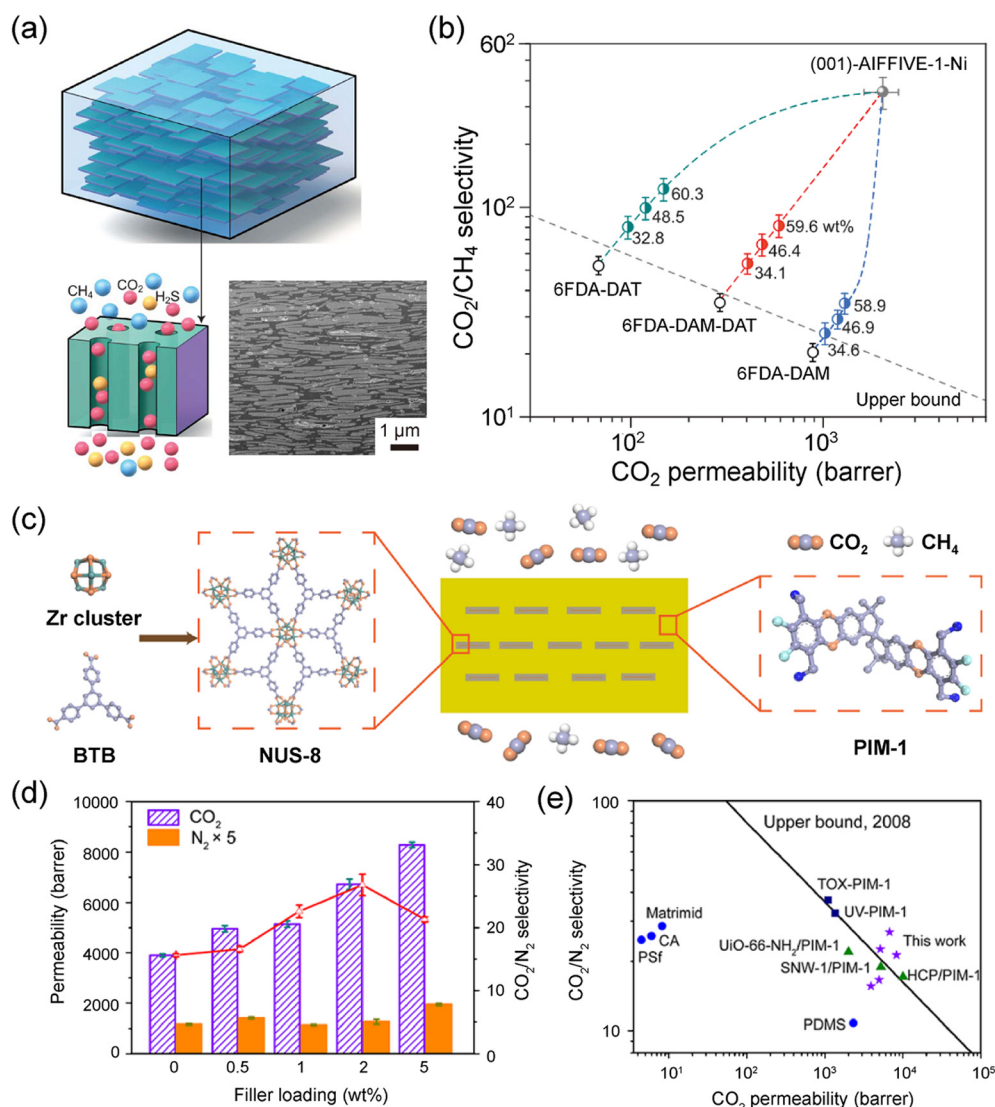 (a)
CH4
CO2
H2S
1 μm
(b)
60²
10²
10¹
CO2/CH4 selectivity
(001)-AlFFIVE-1-Ni
60.3
48.5
32.8
6FDA-DAT
59.6 wt%
46.4
34.1
6FDA-DAM-DAT
58.9
46.9
34.6
6FDA-DAM
Upper bound
10²
10³
CO2 permeability (barrer)
(c)
Zr cluster
BTB
NUS-8
CO2
CH4
PIM-1
(d)
10000
8000
6000
4000
2000
0
Permeability (barrer)
CO2
N2 × 5
40
30
20
10
0
CO2/N2 selectivity
0
0.5
1
2
5
Filler loading (wt%)
(e)
100
10
CO2/N2 selectivity
Upper bound, 2008
TOX-PIM-1
UV-PIM-1
Matrimid
CA
PSf
This work
UiO-66-NH2/PIM-1
SNW-1/PIM-1
HCP/PIM-1
PDMS
10¹
10²
10³
10⁴
10⁵
CO2 permeability (barrer)